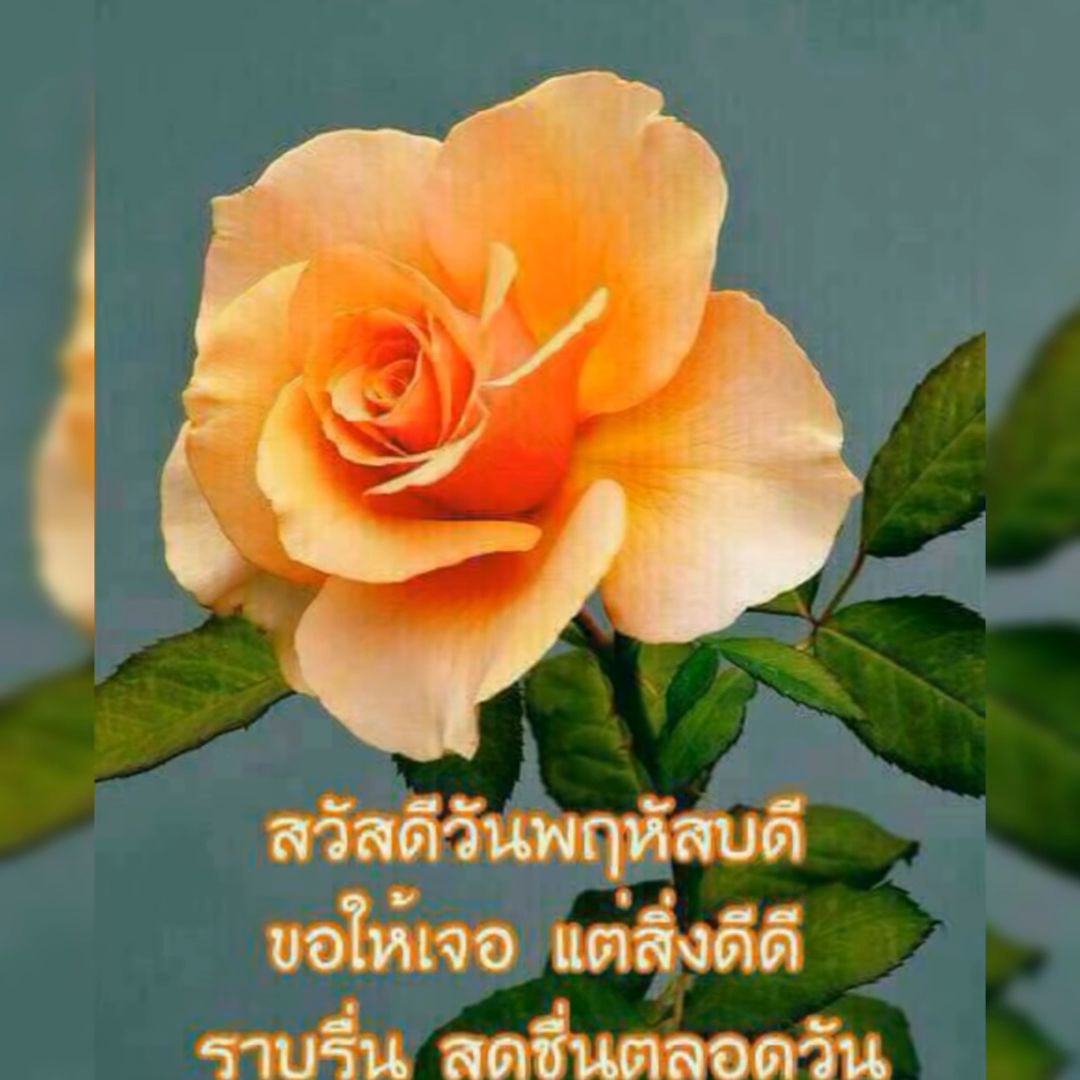 สวัสดีวันพฤหัสบดี
ขอให้เจอ แต่สิ่งดีดี
ราบรื่น สดชื่นตลอดวัน